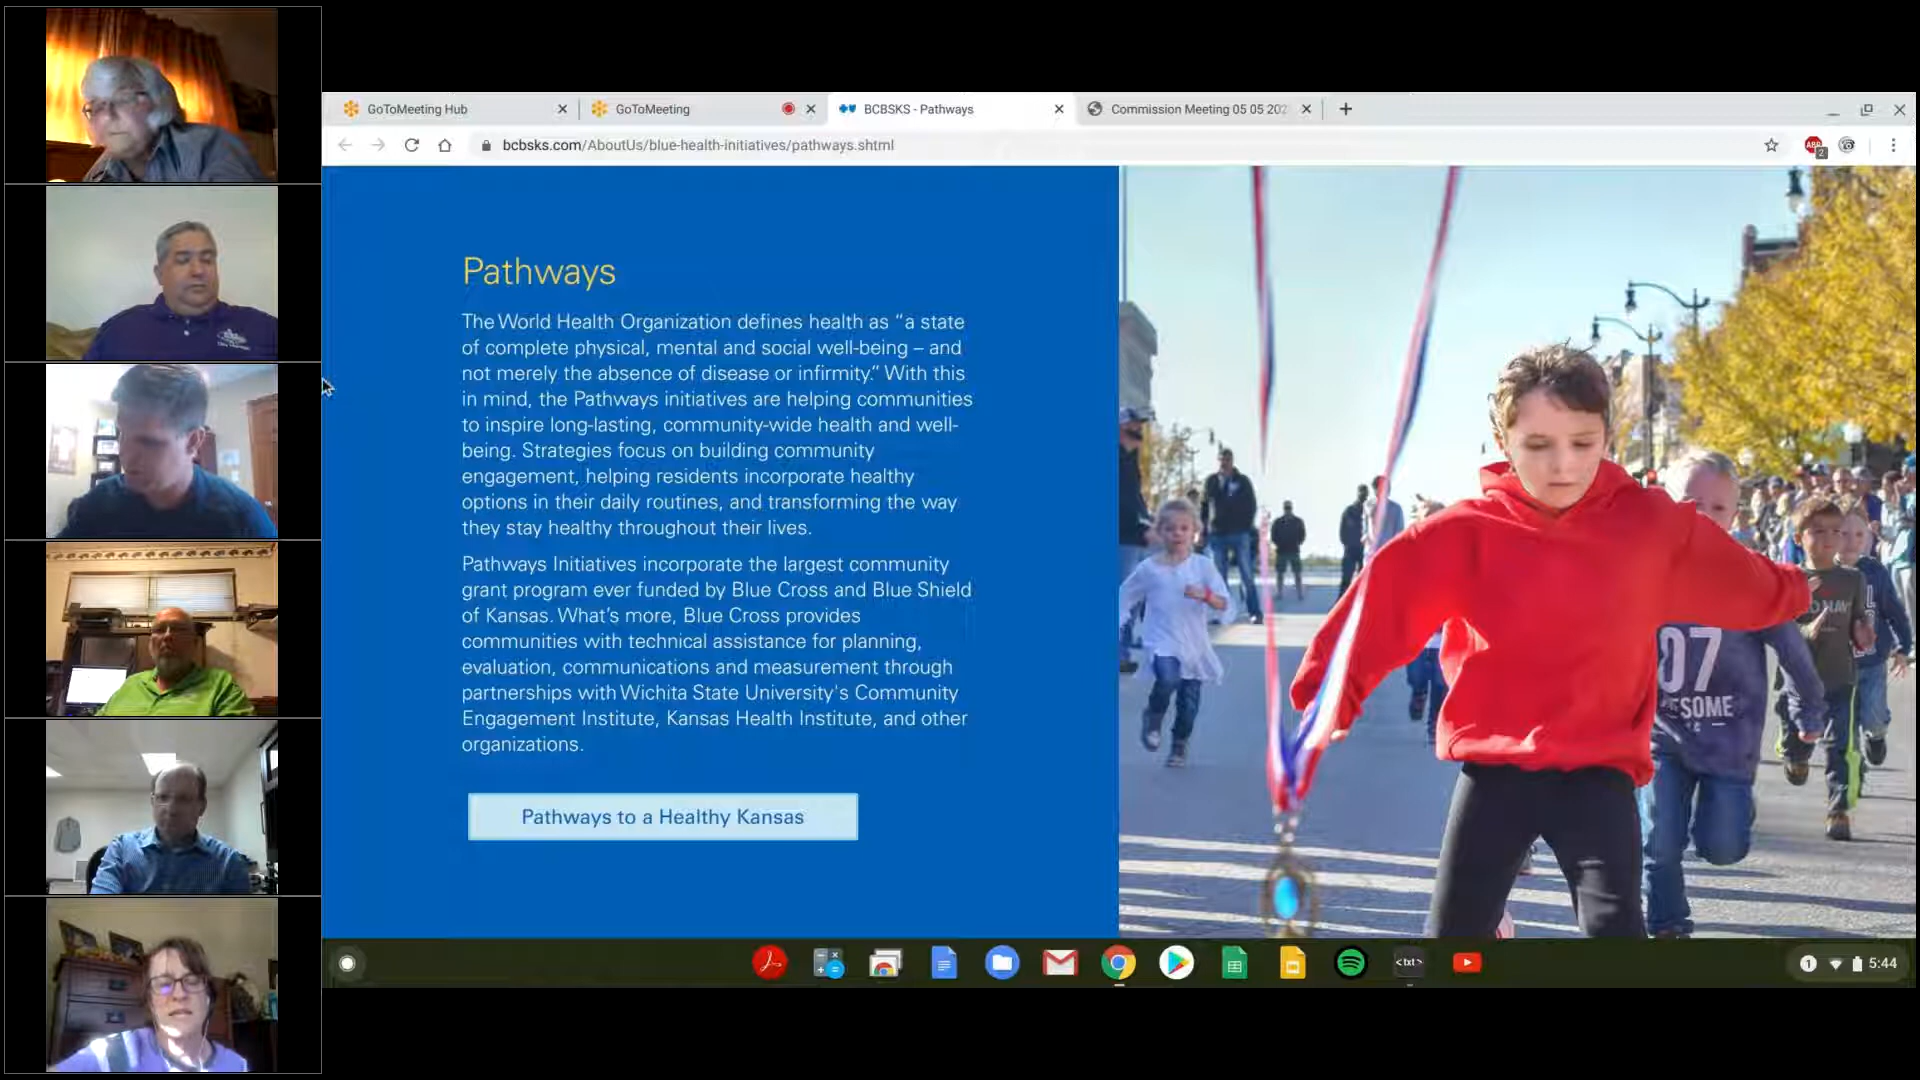 GoToMeeting Hub
GoToMeeting
BCBSKS - Pathways
Commission Meeting 05 05 202
bcbsks.com/AboutUs/blue-health-initiatives/pathways.shtml
ABP
2
Pathways
The World Health Organization defines health as “a state
of complete physical, mental and social well-being – and
not merely the absence of disease or infirmity.” With this
in mind, the Pathways initiatives are helping communities
to inspire long-lasting, community-wide health and well-
being. Strategies focus on building community
engagement, helping residents incorporate healthy
options in their daily routines, and transforming the way
they stay healthy throughout their lives.
Pathways Initiatives incorporate the largest community
grant program ever funded by Blue Cross and Blue Shield
of Kansas. What’s more, Blue Cross provides
communities with technical assistance for planning,
evaluation, communications and measurement through
partnerships with Wichita State University's Community
Engagement Institute, Kansas Health Institute, and other
organizations.
Pathways to a Healthy Kansas
07
ESOME
<txt>
1
5:44